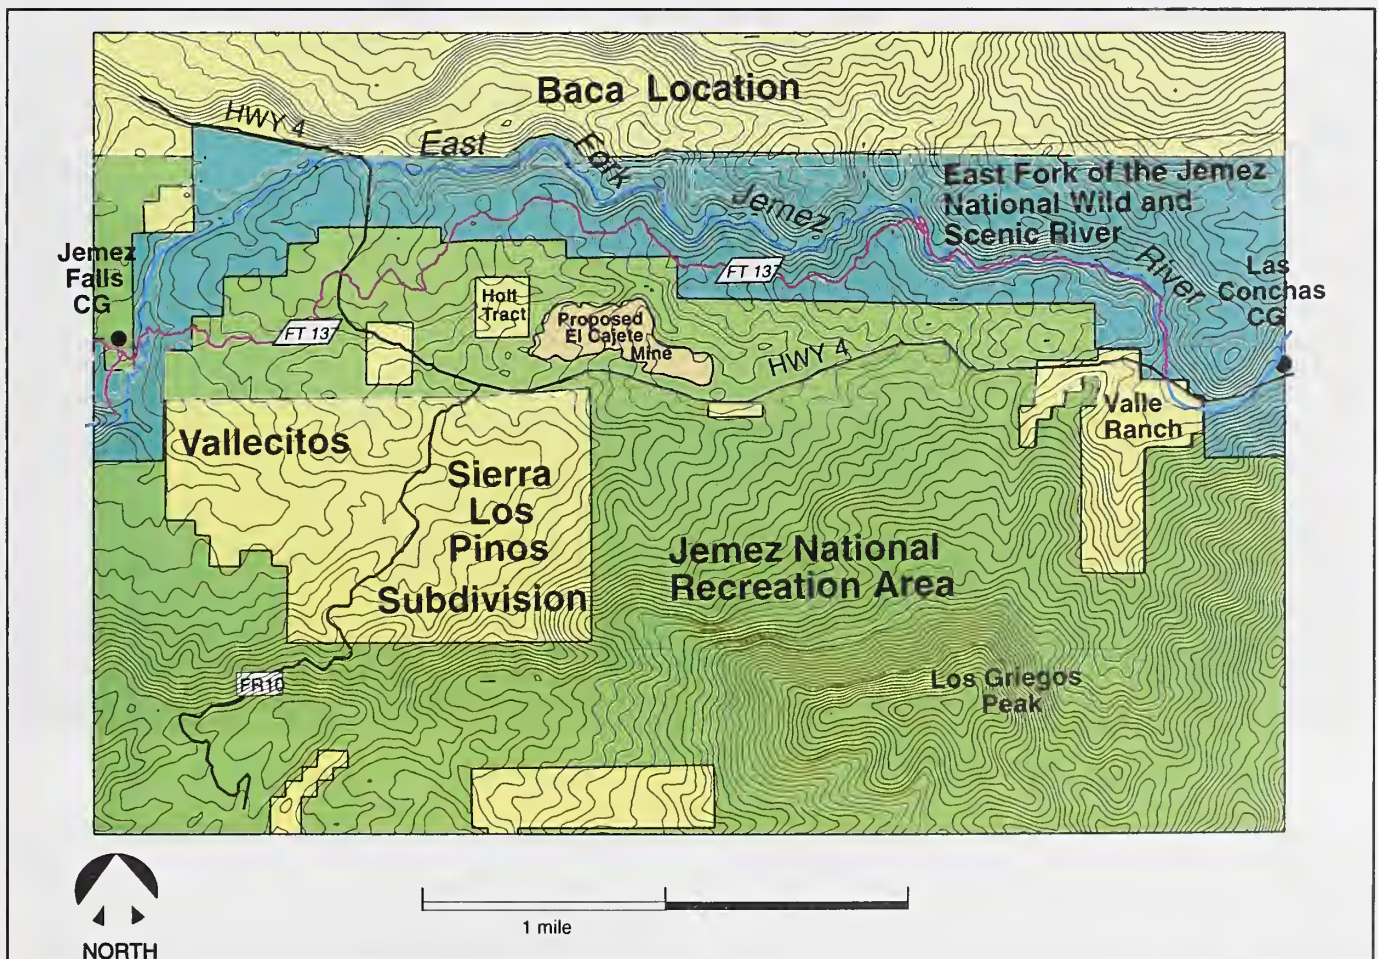 Baca Location
HWY 4
East
Fork
Jemez
River
East Fork of the Jemez
National Wild and
Scenic River
Jemez
Falls
CG
Las
Conchas
CG
FT 137
FT 137
Holt
Tract
Proposed
El Cajete
Mine
HWY 4
Valle
Ranch
Vallecitos
Sierra
Los
Pinos
Subdivision
Jemez National
Recreation Area
Los Griegos
Peak
FR10
NORTH
1 mile